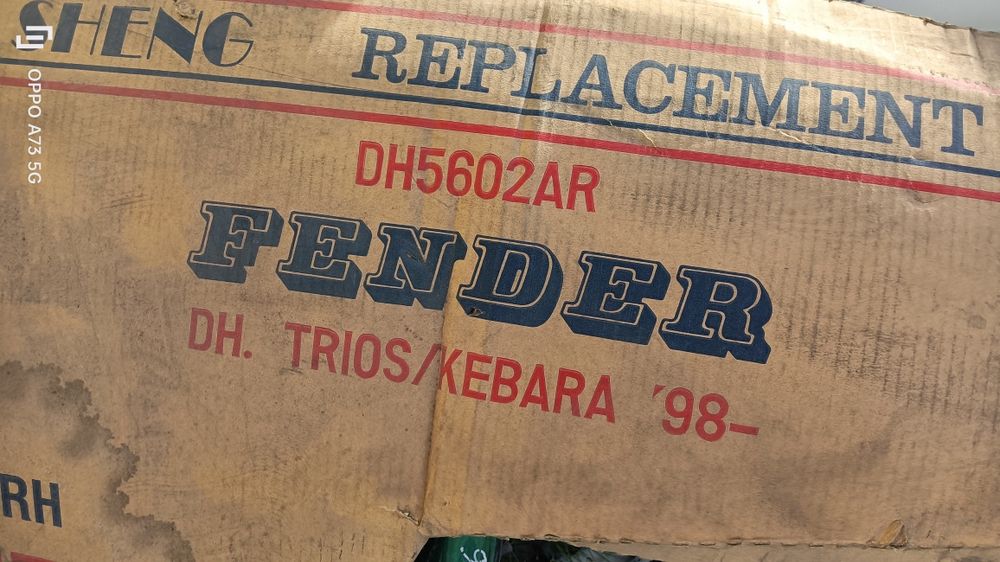 SHENG REPLACEMENT
DH5602AR
FENDER
DH. TRIOS/KEBARA '98-
RH
OPPO A73 5G